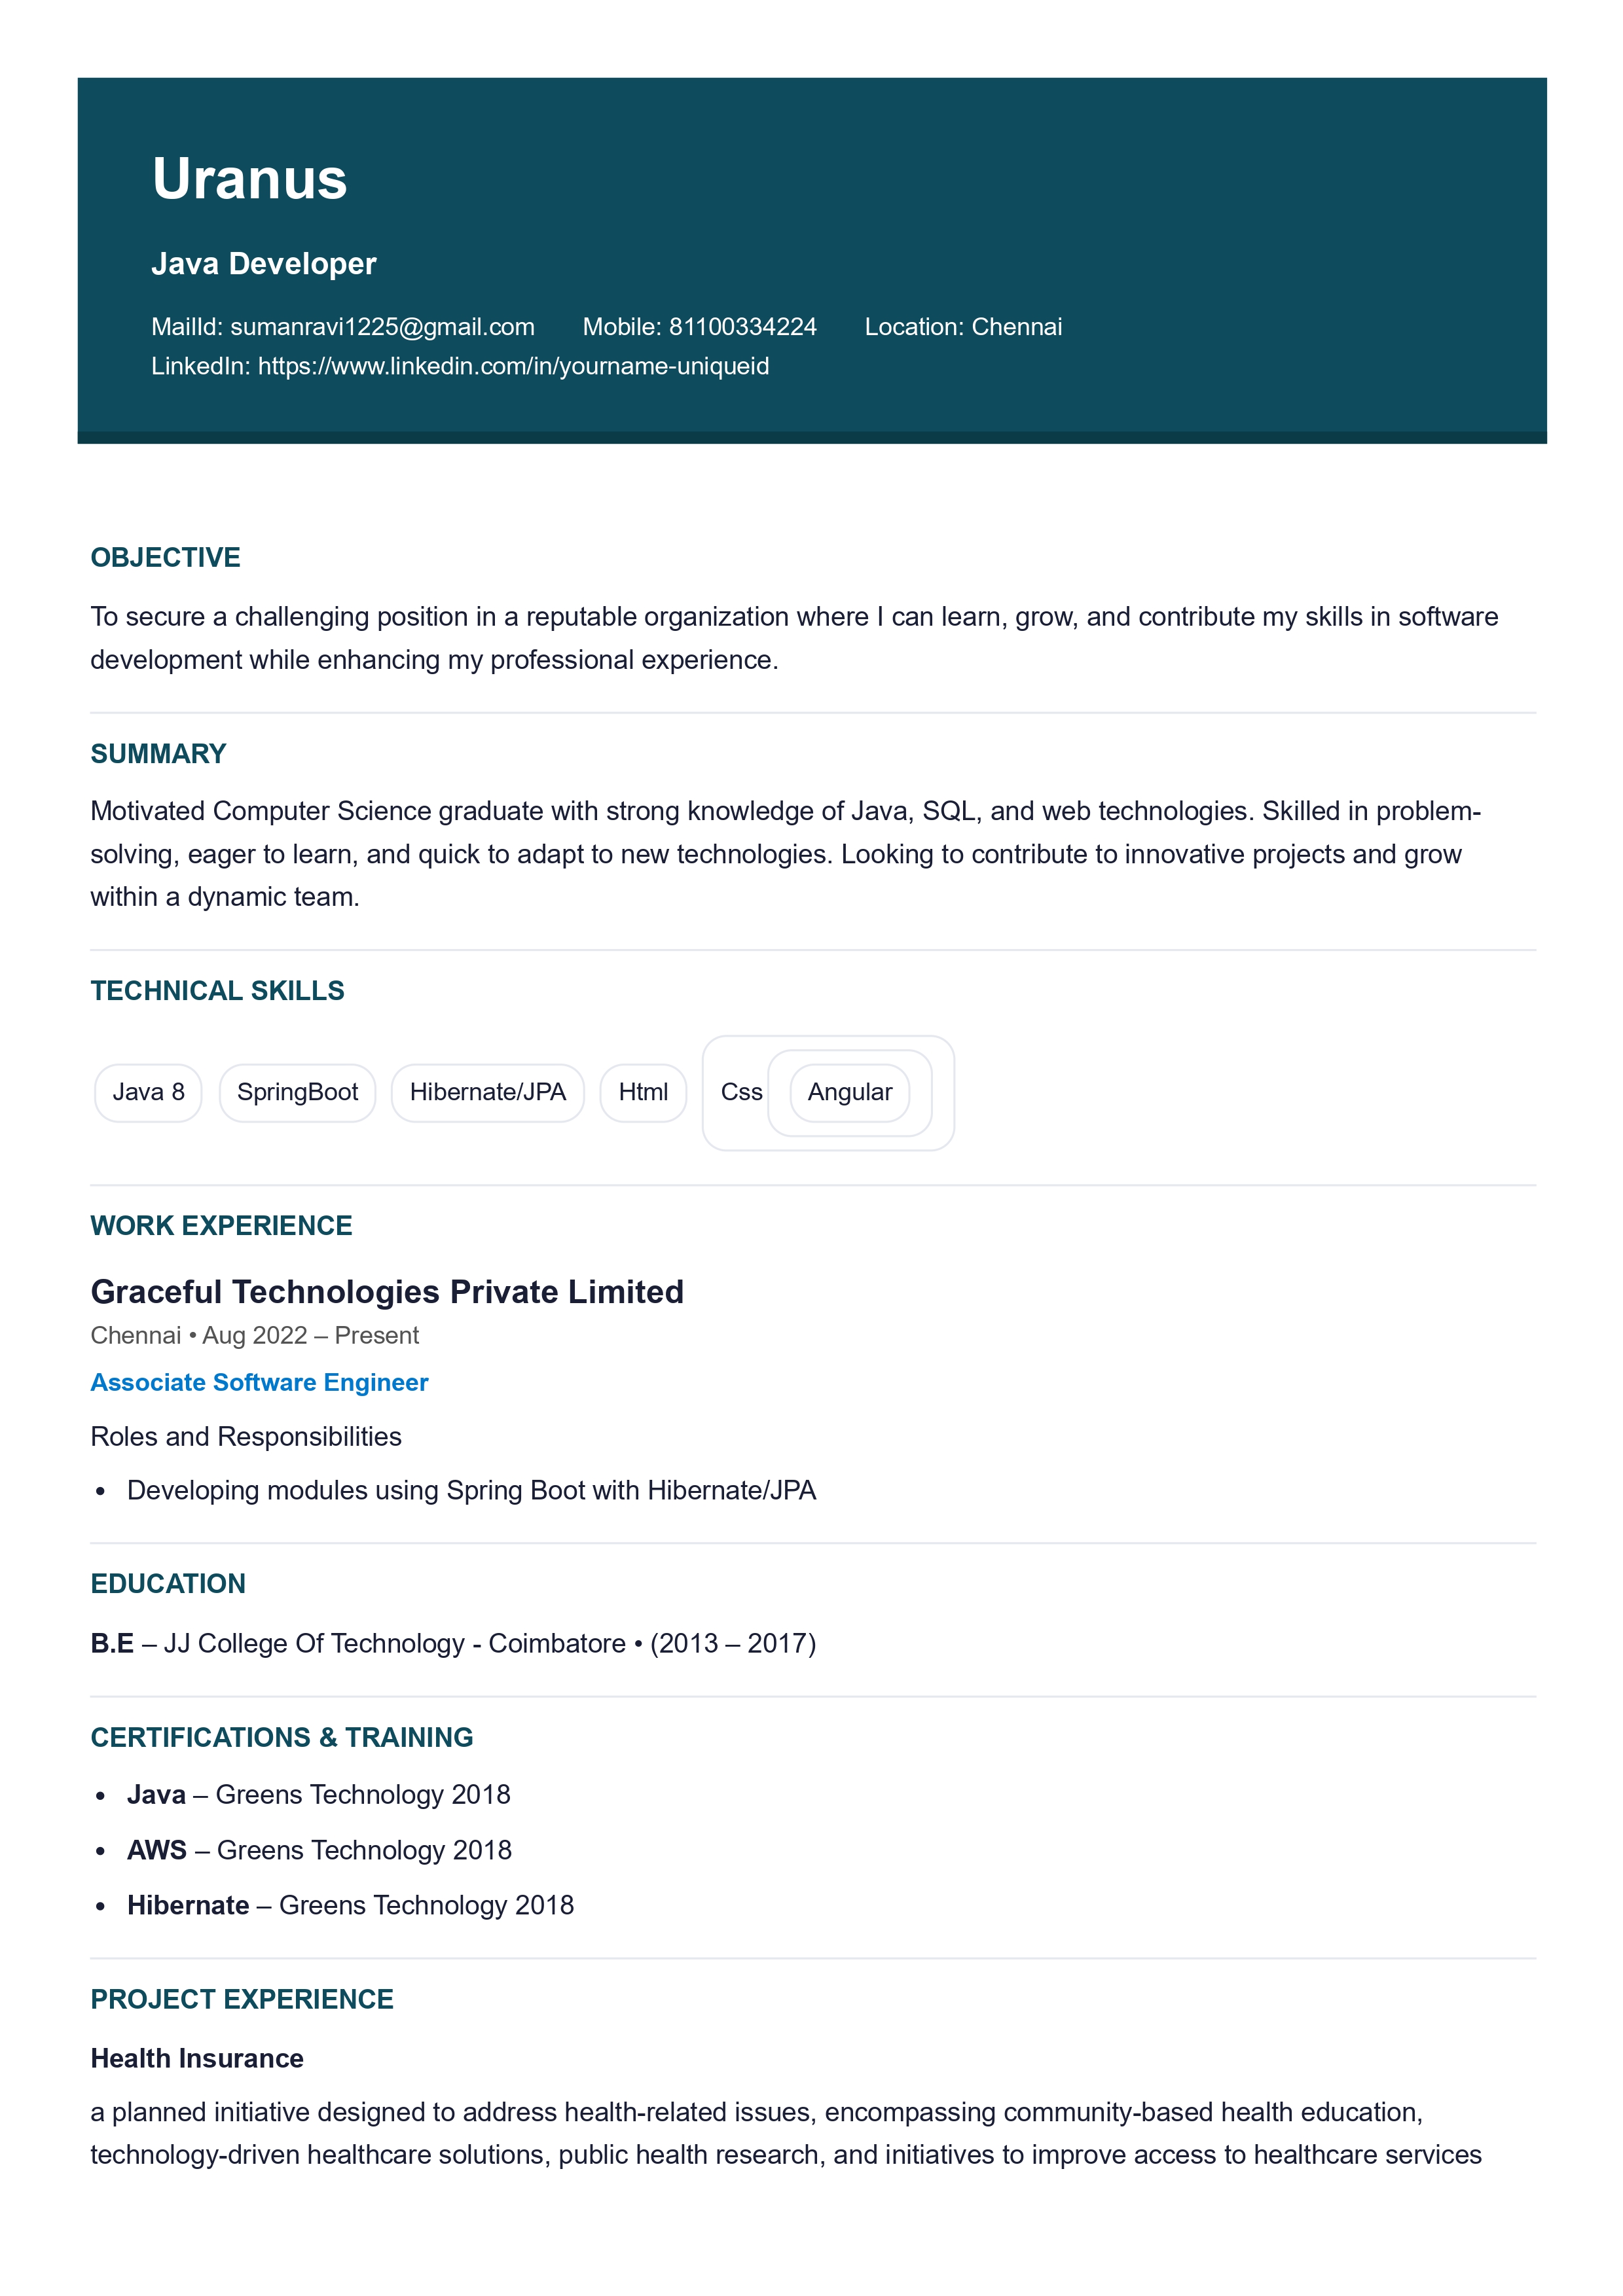 Uranus
Java Developer
MailId: sumanravi1225@gmail.com Mobile: 81100334224 Location: Chennai
LinkedIn: https://www.linkedin.com/in/yourname-uniqueid
OBJECTIVE
To secure a challenging position in a reputable organization where I can learn, grow, and contribute my skills in software
development while enhancing my professional experience.
SUMMARY
Motivated Computer Science graduate with strong knowledge of Java, SQL, and web technologies. Skilled in problem-
solving, eager to learn, and quick to adapt to new technologies. Looking to contribute to innovative projects and grow
within a dynamic team.
TECHNICAL SKILLS
Java 8 SpringBoot Hibernate/JPA Html Css Angular
WORK EXPERIENCE
Graceful Technologies Private Limited
Chennai • Aug 2022 – Present
Associate Software Engineer
Roles and Responsibilities
• Developing modules using Spring Boot with Hibernate/JPA
EDUCATION
B.E – JJ College Of Technology - Coimbatore • (2013 – 2017)
CERTIFICATIONS & TRAINING
• Java – Greens Technology 2018
• AWS – Greens Technology 2018
• Hibernate – Greens Technology 2018
PROJECT EXPERIENCE
Health Insurance
a planned initiative designed to address health-related issues, encompassing community-based health education,
technology-driven healthcare solutions, public health research, and initiatives to improve access to healthcare services